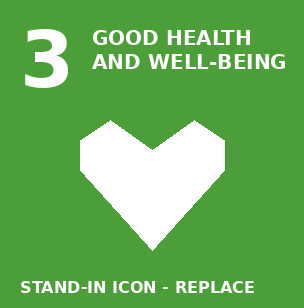 3
GOOD HEALTH
AND WELL-BEING
STAND-IN ICON - REPLACE